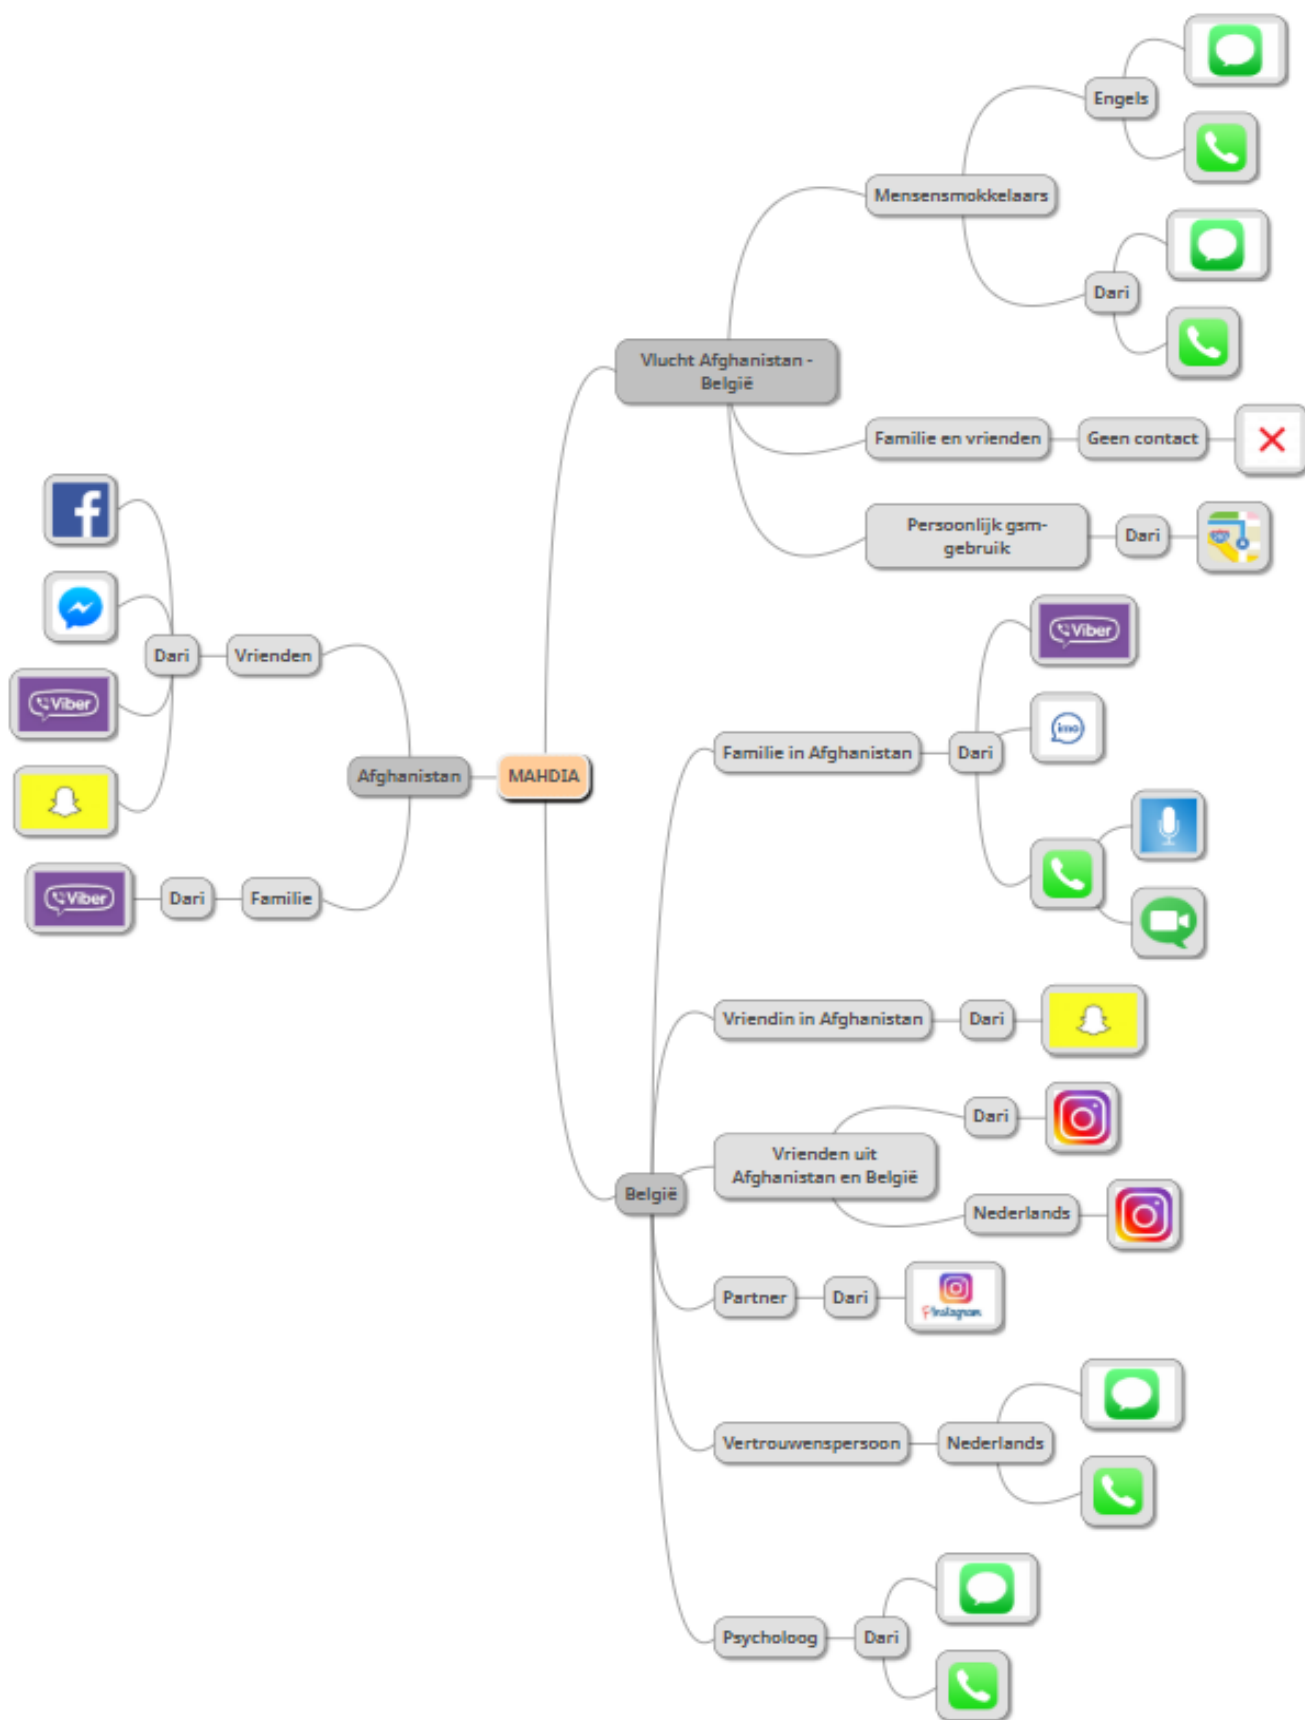 Engels
Mensensmokkelaars
Dari
Vlucht Afghanistan -
België
Familie en vrienden
Geen contact
Persoonlijk gsm-
gebruik
Dari
Viber
Dari
Vrienden
Viber
Familie in Afghanistan
Dari
imo
Afghanistan
MAHDIA
Viber
Dari
Familie
Vriendin in Afghanistan
Dari
Dari
Vrienden uit
Afghanistan en België
België
Nederlands
Partner
Dari
Instagram
Vertrouwenspersoon
Nederlands
Psycholoog
Dari